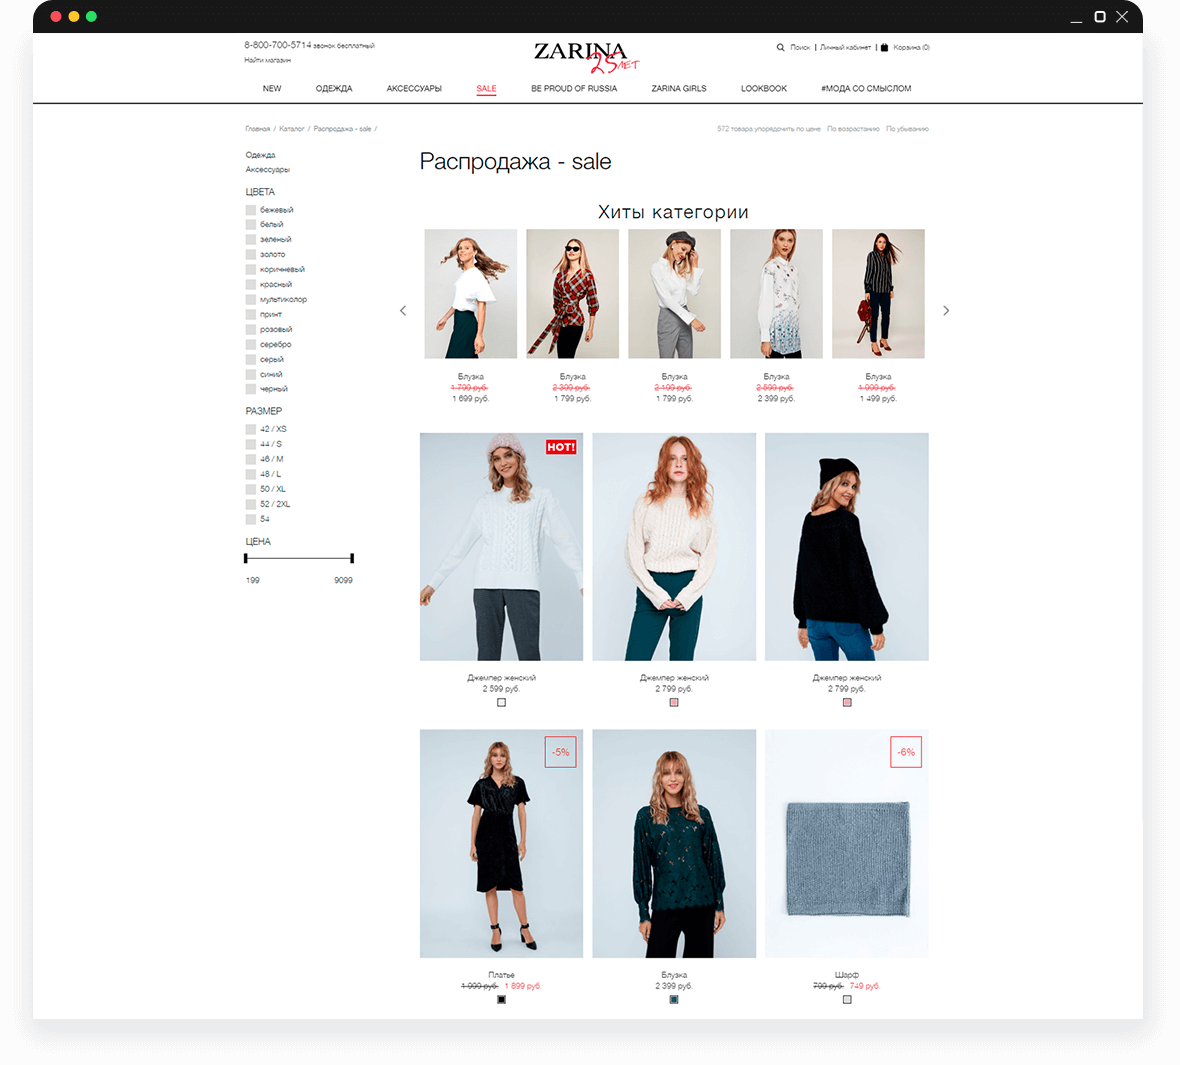 8-800-700-5714 звонок бесплатный
Найти магазин
ZARINA
25 ЛЕТ
Поиск | Личный кабинет | Корзина (0)
NEW ОДЕЖДА АКСЕССУАРЫ SALE BE PROUD OF RUSSIA ZARINA GIRLS LOOKBOOK #МОДА СО СМЫСЛОМ
Главная / Каталог / Распродажа - sale /
572 товара упорядочить по цене По возрастанию По убыванию
Одежда
Аксессуары
ЦВЕТА
бежевый
белый
зеленый
золото
коричневый
красный
мультиколор
принт
розовый
серебро
серый
синий
черный
РАЗМЕР
42 / XS
44 / S
46 / M
48 / L
50 / XL
52 / 2XL
54
ЦЕНА
199 9099
Распродажа - sale
Хиты категории
Блузка Блузка Блузка Блузка Блузка
1 799 руб. 2 399 руб. 2 199 руб. 2 599 руб. 1 999 руб.
1 699 руб. 1 799 руб. 1 799 руб. 2 399 руб. 1 499 руб.
HOT!
Джемпер женский Джемпер женский Джемпер женский
2 599 руб. 2 799 руб. 2 799 руб.
-5% -6%
Платье Блузка Шарф
1 999 руб. 1 899 руб. 2 399 руб. 799 руб. 749 руб.